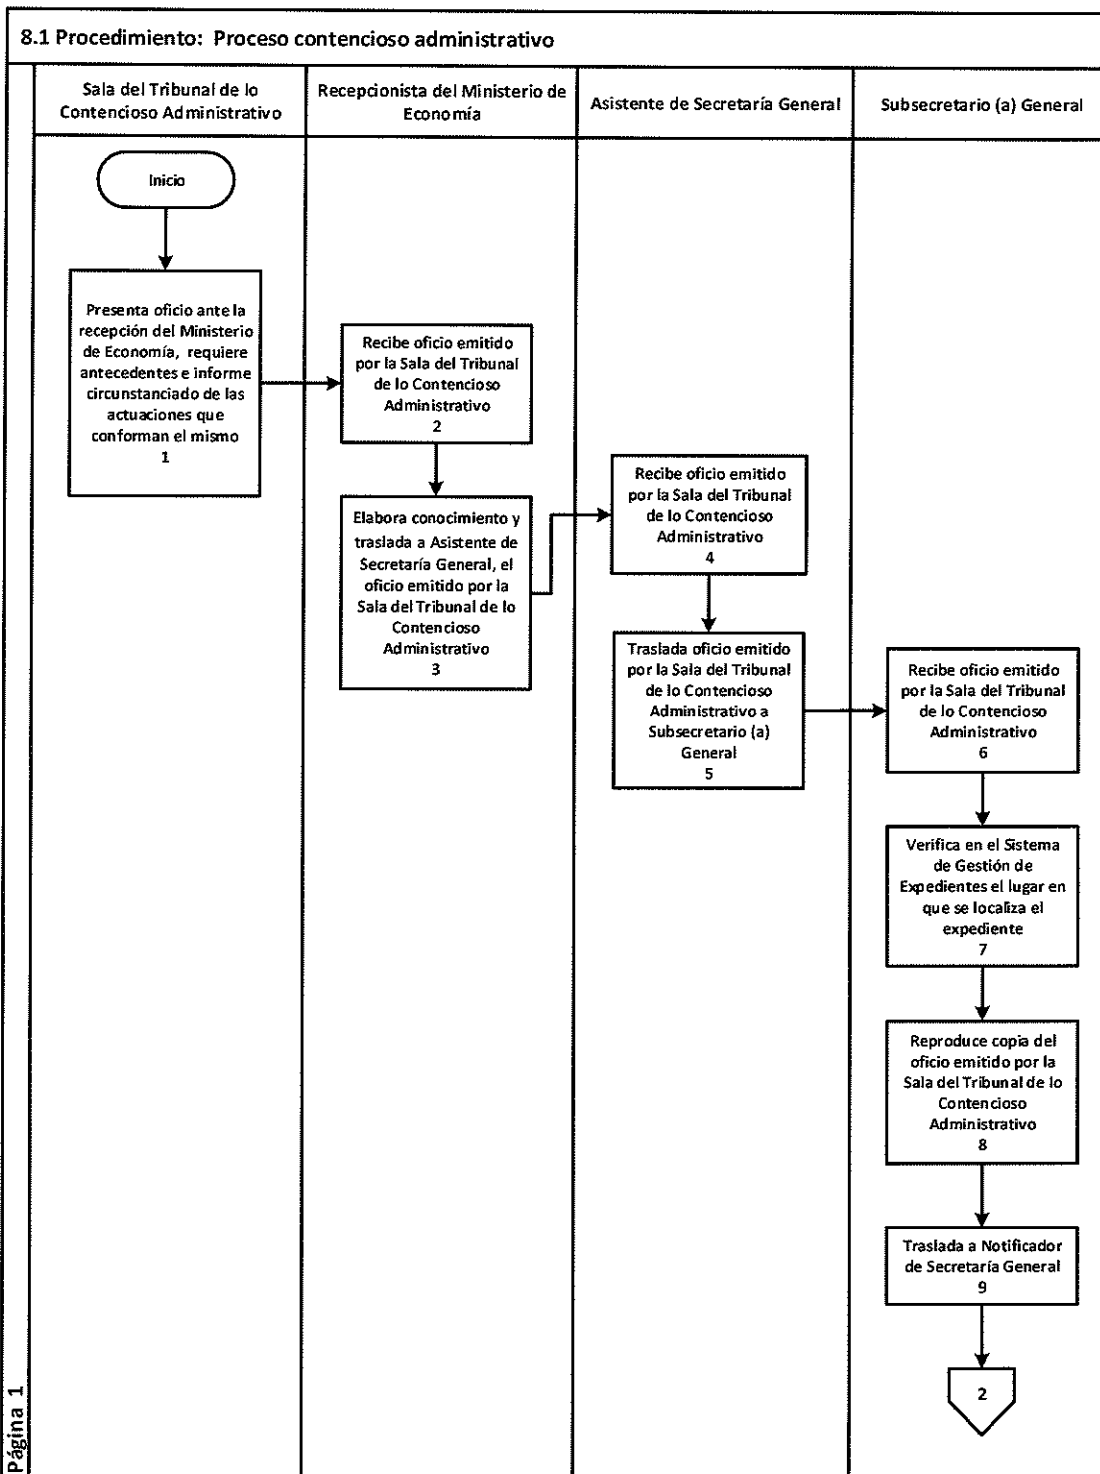 8.1 Procedimiento: Proceso contencioso administrativo
Sala del Tribunal de lo
Contencioso Administrativo
Recepcionista del Ministerio de
Economía
Asistente de Secretaría General
Subsecretario (a) General
Inicio
Presenta oficio ante la
recepción del Ministerio
de Economía, requiere
antecedentes e informe
circunstanciado de las
actuaciones que
conforman el mismo
1
Recibe oficio emitido
por la Sala del Tribunal
de lo Contencioso
Administrativo
2
Elabora conocimiento y
traslada a Asistente de
Secretaría General, el
oficio emitido por la
Sala del Tribunal de lo
Contencioso
Administrativo
3
Recibe oficio emitido
por la Sala del Tribunal
de lo Contencioso
Administrativo
4
Traslada oficio emitido
por la Sala del Tribunal
de lo Contencioso
Administrativo a
Subsecretario (a)
General
5
Recibe oficio emitido
por la Sala del Tribunal
de lo Contencioso
Administrativo
6
Verifica en el Sistema
de Gestión de
Expedientes el lugar en
que se localiza el
expediente
7
Reproduce copia del
oficio emitido por la
Sala del Tribunal de lo
Contencioso
Administrativo
8
Traslada a Notificador
de Secretaría General
9
2
Página 1